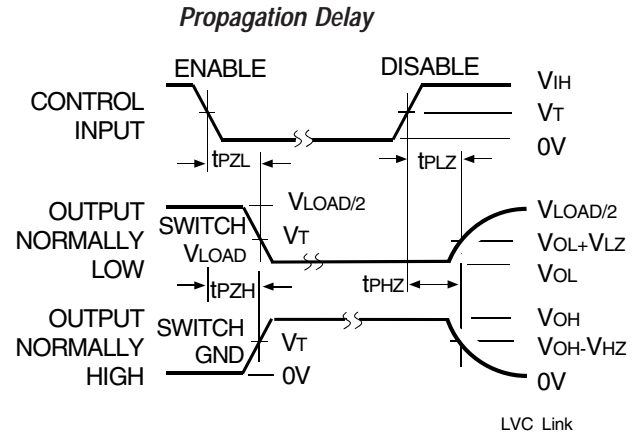 Propagation Delay
ENABLE
DISABLE
CONTROL
INPUT
VIH
VT
0V
tPZL
tPLZ
OUTPUT
NORMALLY
LOW
SWITCH
VLOAD
VLOAD/2
VT
VLOAD/2
VOL+VLZ
VOL
tPZH
tPHZ
OUTPUT
NORMALLY
HIGH
SWITCH
GND
VT
0V
VOH
VOH-VHZ
0V
LVC Link